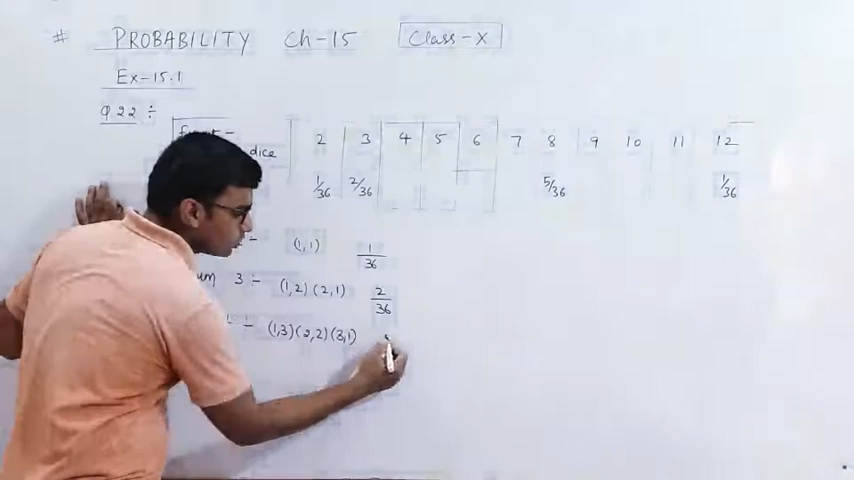 # PROBABILITY Ch-15 Class-X
Ex-15.1
Q22 ÷
dice 2 3 4 5 6 7 8 9 10 11 12
1/36 2/36 5/36 1/36
(1,1) 1/36
um 3 :- (1,2) (2,1) 2/36
(1,3) (2,2) (3,1)